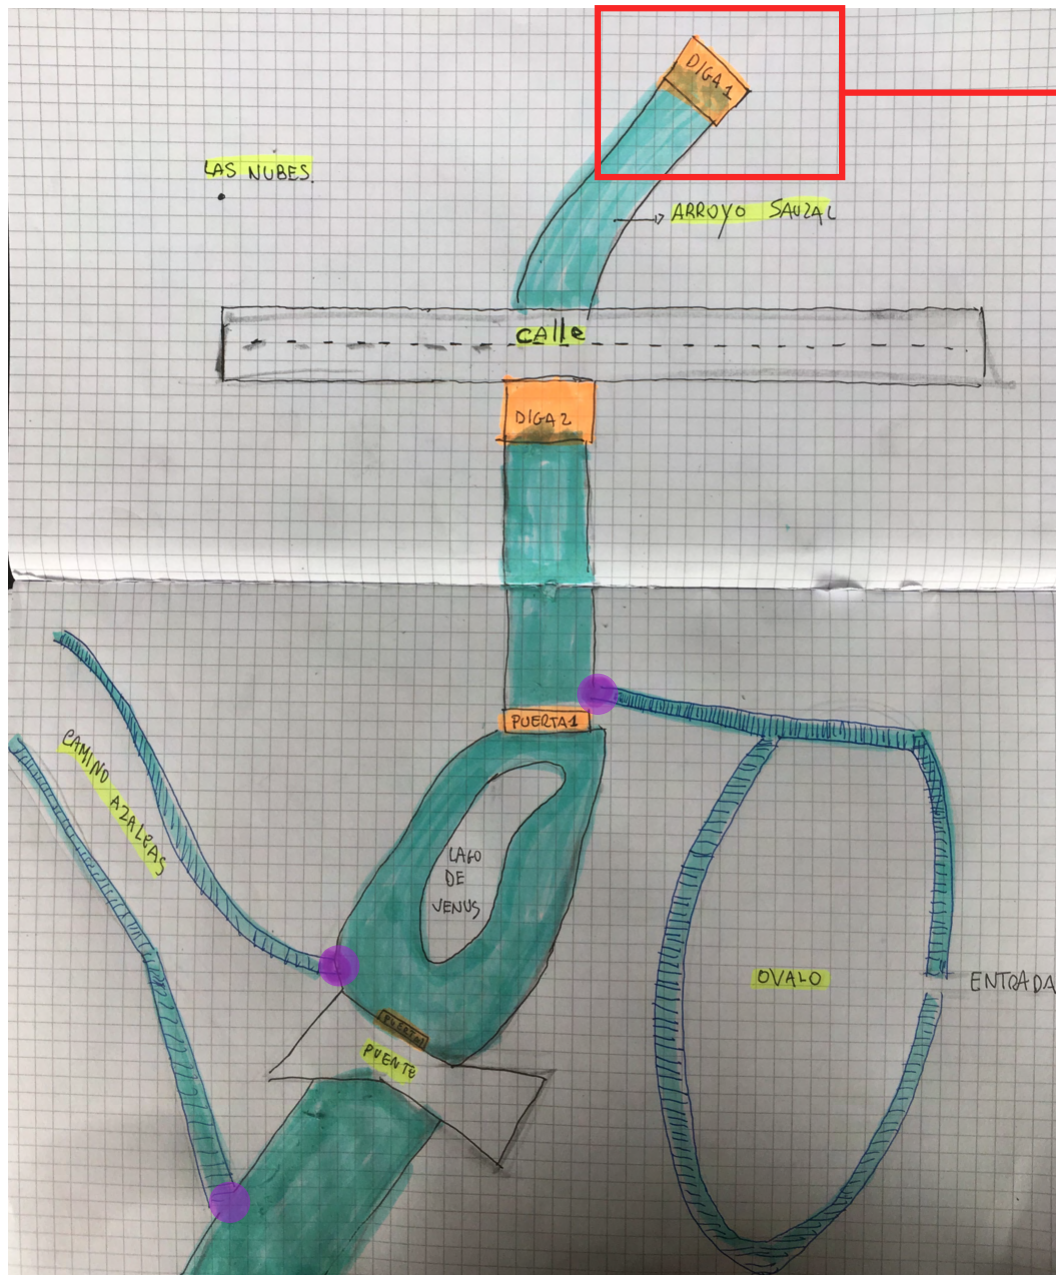 DIGA 1
LAS NUBES.
ARROYO SAUZAL
CAlle
DIGA 2
PUERTA 1
CAMINO AZALEAS
LAGO
DE
VENUS
OVALO
ENTRADA
PUENTE